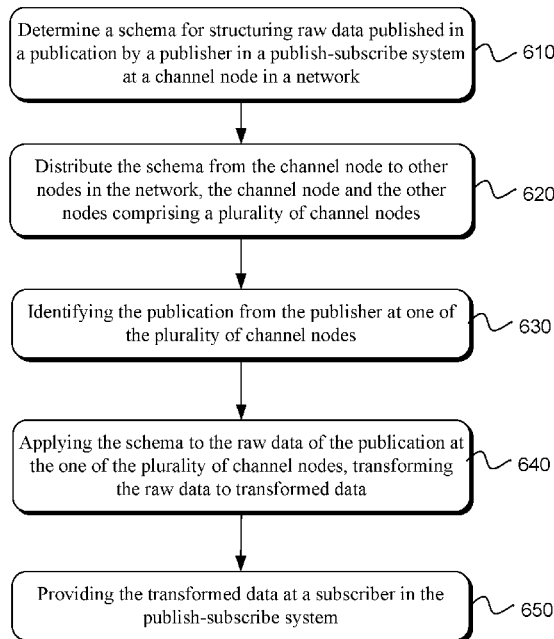 Determine a schema for structuring raw data published in
a publication by a publisher in a publish-subscribe system
at a channel node in a network
610
Distribute the schema from the channel node to other
nodes in the network, the channel node and the other
nodes comprising a plurality of channel nodes
620
Identifying the publication from the publisher at one of
the plurality of channel nodes
630
Applying the schema to the raw data of the publication at
the one of the plurality of channel nodes, transforming
the raw data to transformed data
640
Providing the transformed data at a subscriber in the
publish-subscribe system
650